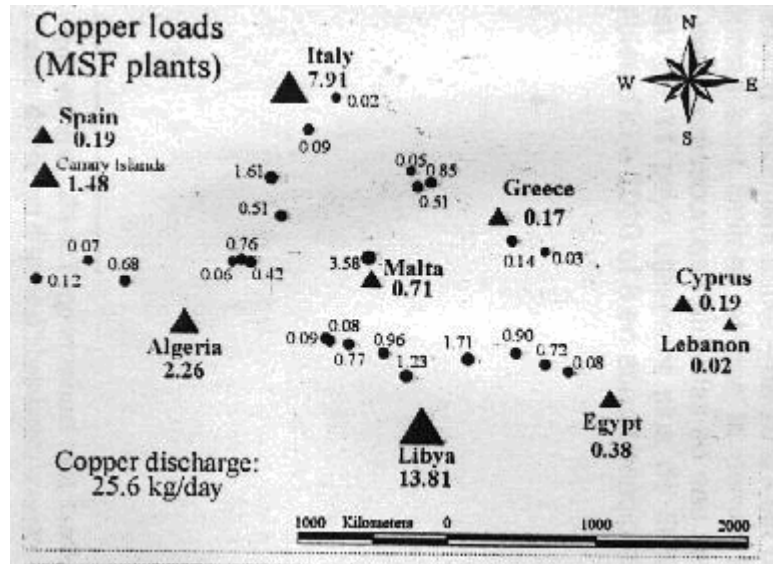 Copper loads
(MSF plants)
Italy
7.91
0.02
0.09
N
W
E
S
Spain
0.19
Canary Islands
1.48
1.61
0.51
0.05
0.85
0.51
Greece
0.17
0.14
0.03
0.07
0.12
0.68
0.76
0.06
0.42
3.58
Malta
0.71
Cyprus
0.19
Lebanon
0.02
Algeria
2.26
0.09
0.08
0.77
0.96
1.23
1.71
0.90
0.72
0.08
Egypt
0.38
Libya
13.81
Copper discharge:
25.6 kg/day
1000 Kilometers 0 1000 2000